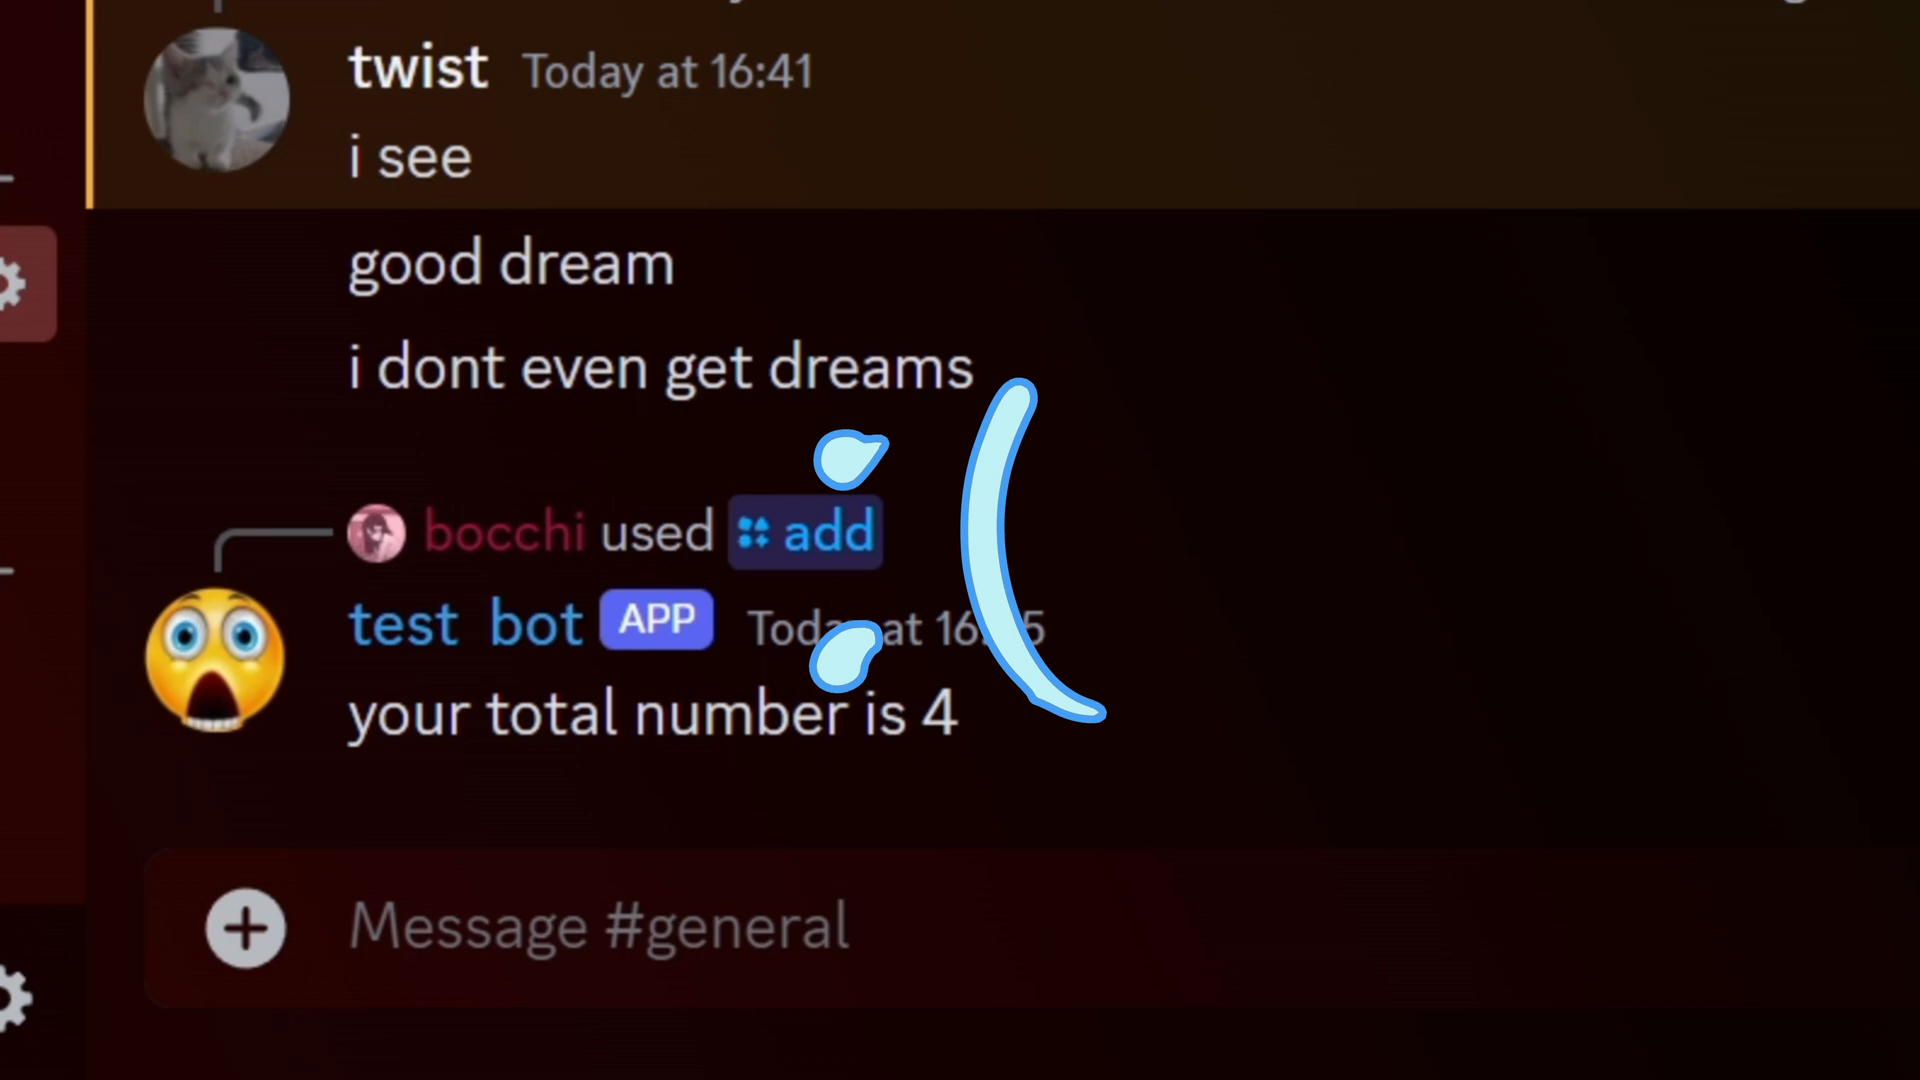 twist Today at 16:41
i see
good dream
i dont even get dreams
:(
bocchi used add
test bot APP at
your total number is 4
Message #general